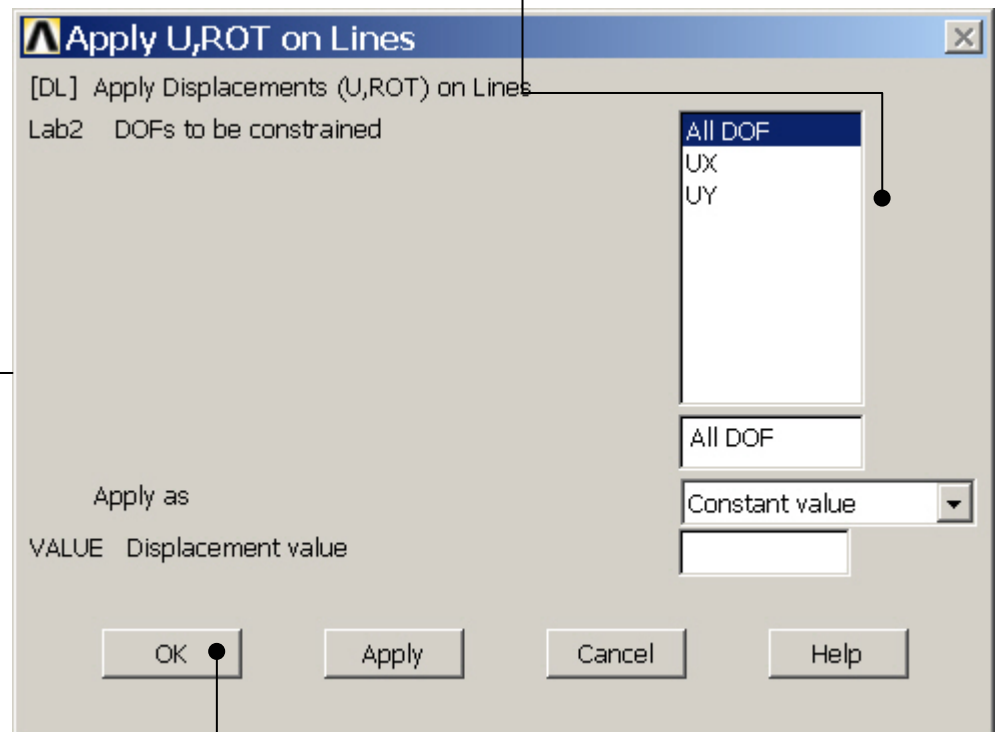 Apply U,ROT on Lines
[DL] Apply Displacements (U,ROT) on Lines
Lab2 DOFs to be constrained
All DOF
UX
UY
All DOF
Apply as Constant value
VALUE Displacement value
OK Apply Cancel Help